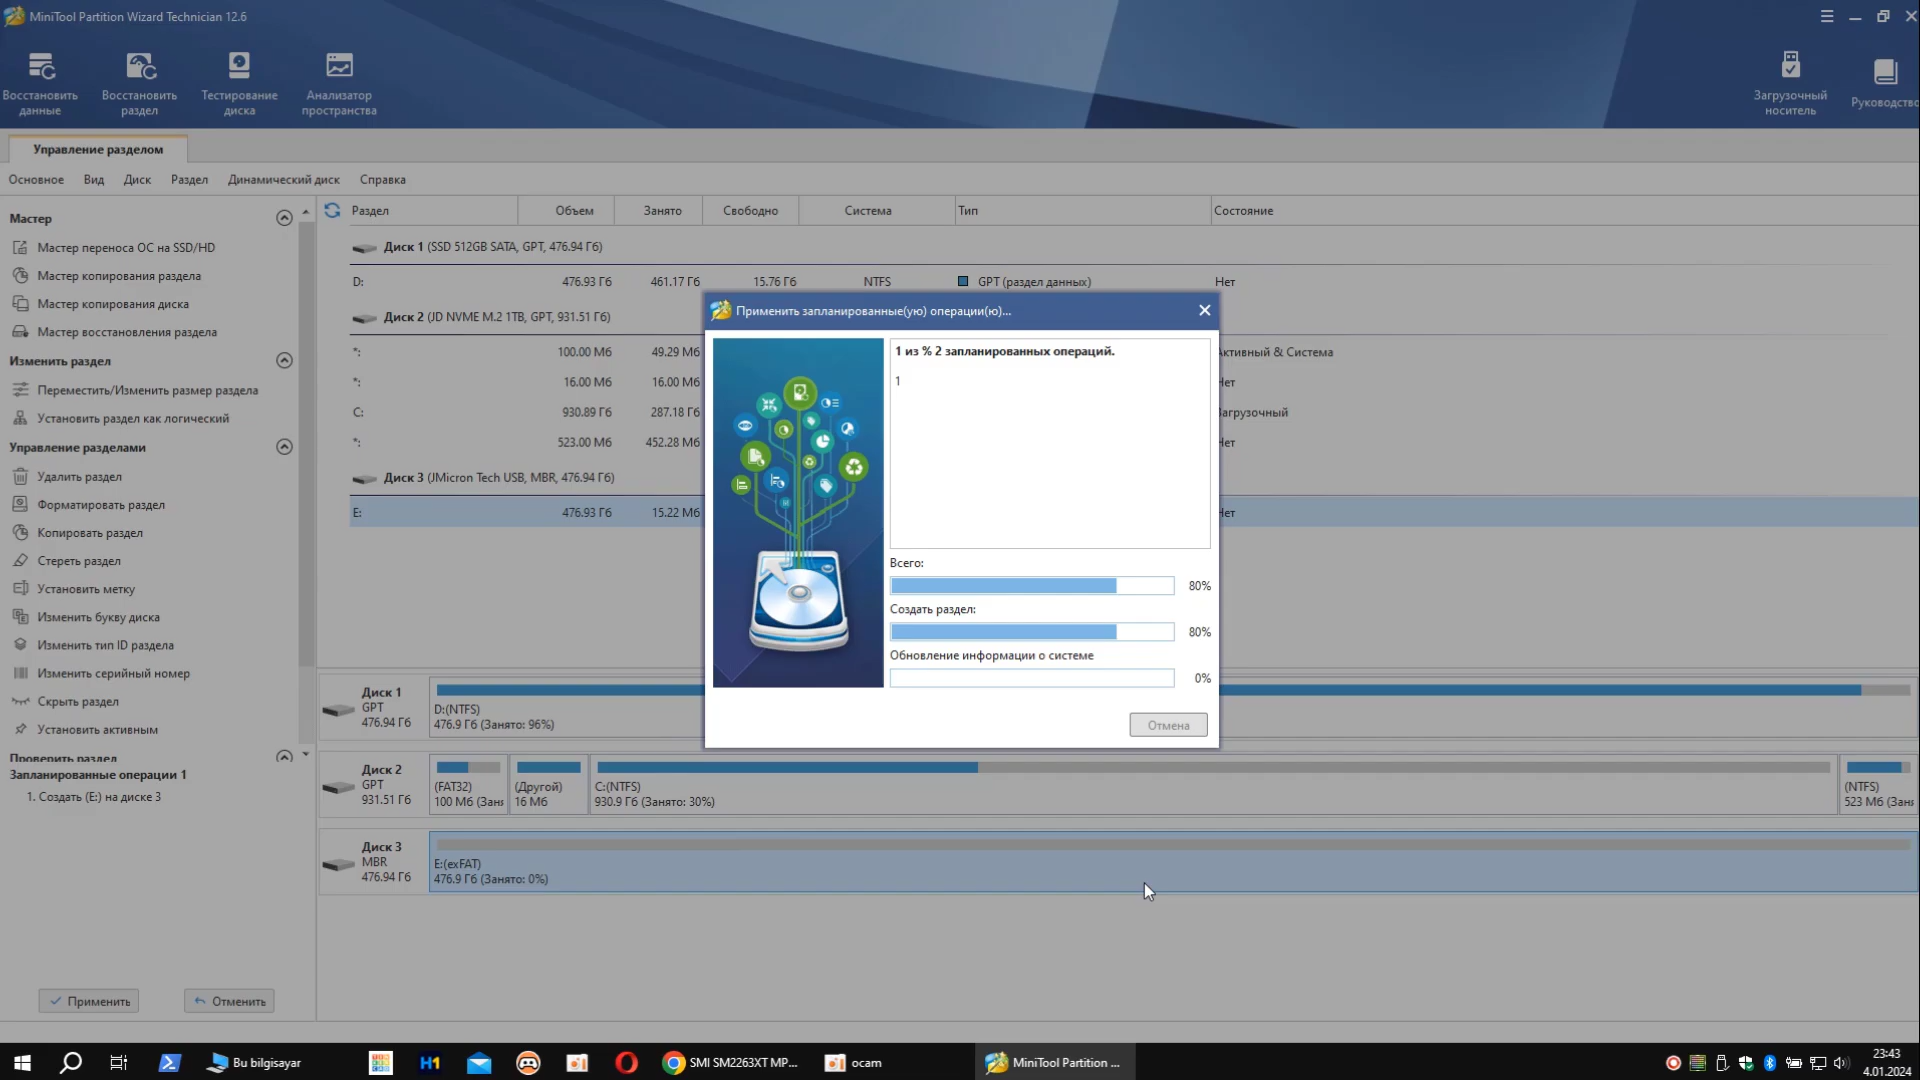 MiniTool Partition Wizard Technician 12.6
Восстановить данные
Восстановить раздел
Тестирование диска
Анализатор пространства
Загрузочный носитель
Руководство
Управление разделом
Основное Вид Диск Раздел Динамический диск Справка
Мастер
Мастер переноса ОС на SSD/HD
Мастер копирования раздела
Мастер копирования диска
Мастер восстановления раздела
Изменить раздел
Переместить/Изменить размер раздела
Установить раздел как логический
Управление разделами
Удалить раздел
Форматировать раздел
Копировать раздел
Стереть раздел
Установить метку
Изменить букву диска
Изменить тип ID раздела
Изменить серийный номер
Скрыть раздел
Установить активным
Проверить раздел
Запланированные операции 1
1. Создать (E:) на диске 3
Применить Отменить
Раздел Объем Занято Свободно Система Тип Состояние
Диск 1 (SSD 512GB SATA, GPT, 476.94 Гб)
D: 476.93 Гб 461.17 Гб 15.76 Гб NTFS GPT (раздел данных) Нет
Диск 2 (JD NVME M.2 1TB, GPT, 931.51 Гб)
*: 100.00 Мб 49.29 Мб Активный & Система
*: 16.00 Мб 16.00 Мб Нет
C: 930.89 Гб 287.18 Гб Загрузочный
*: 523.00 Мб 452.28 Мб Нет
Диск 3 (JMicron Tech USB, MBR, 476.94 Гб)
E: 476.93 Гб 15.22 Мб Нет
Применить запланированные(ую) операции(ю)...
1 из % 2 запланированных операций.
1
Всего:
80%
Создать раздел:
80%
Обновление информации о системе
0%
Отмена
Диск 1
GPT
476.94 Гб
D:(NTFS)
476.9 Гб (Занято: 96%)
Диск 2
GPT
931.51 Гб
(FAT32)
100 Мб (Заня
(Другой)
16 Мб
C:(NTFS)
930.9 Гб (Занято: 30%)
(NTFS)
523 Мб (Заня
Диск 3
MBR
476.94 Гб
E:(exFAT)
476.9 Гб (Занято: 0%)
Bu bilgisayar
H1
SMI SM2263XT MP...
ocam
MiniTool Partition ...
23:43
4.01.2024